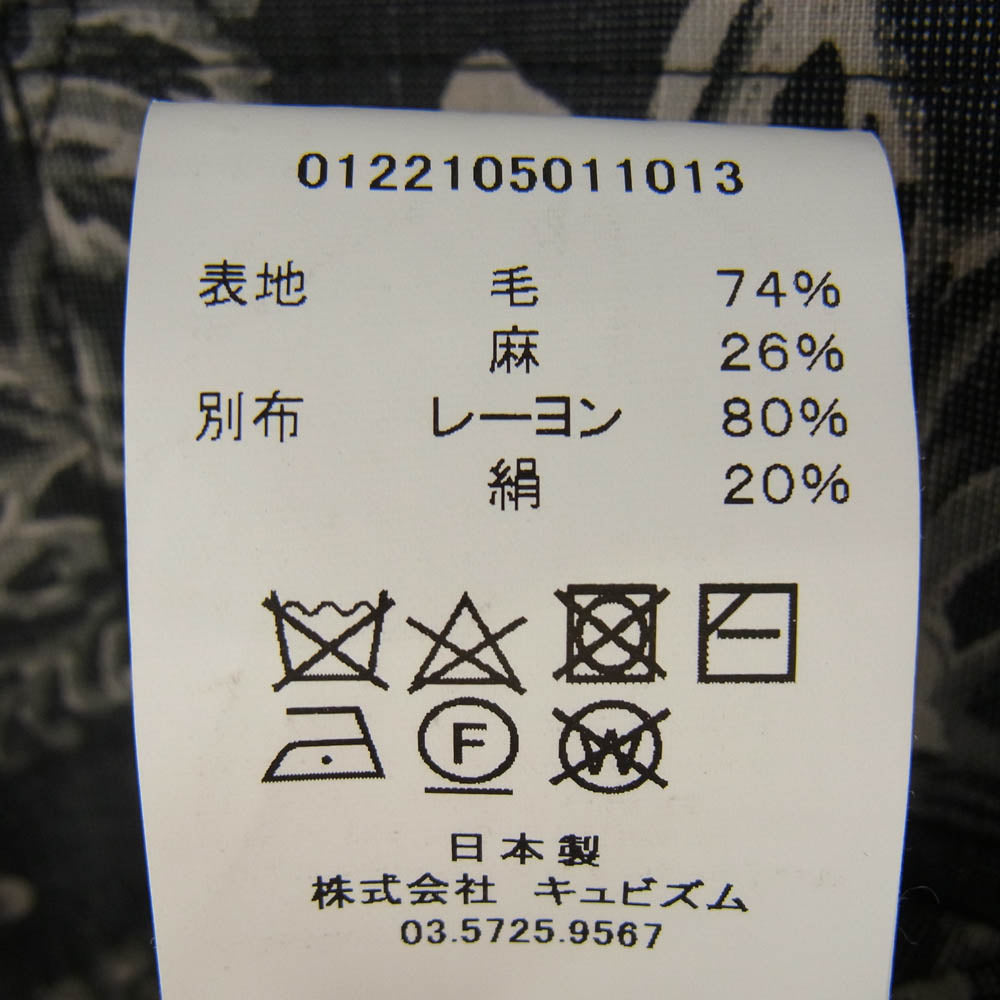 0122105011013
表地 毛 74%
麻 26%
別布 レーヨン 80%
絹 20%
F W
日本製
株式会社 キュビズム
03.5725.9567